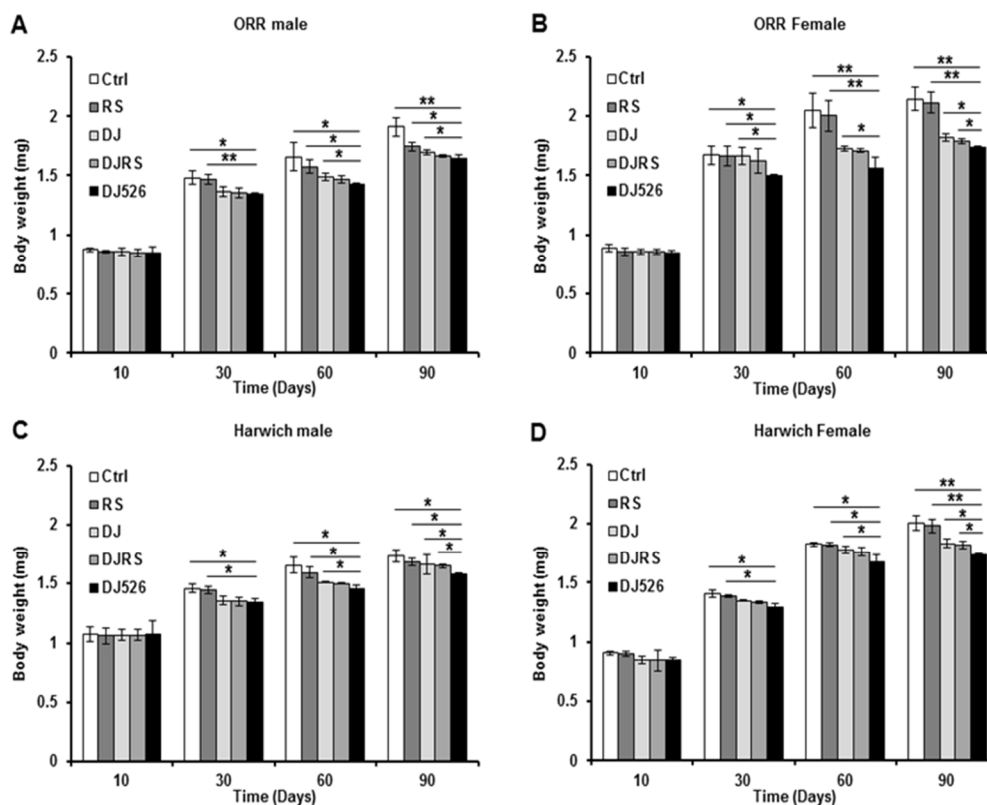 A
ORR male
2.5
2
1.5
1
0.5
0
Body weight (mg)
Ctrl
RS
DJ
DJRS
DJ526
*
**
*
*
*
**
*
*
10 30 60 90
Time (Days)
B
ORR Female
2.5
2
1.5
1
0.5
0
Body weight (mg)
Ctrl
RS
DJ
DJRS
DJ526
*
*
*
**
**
*
**
**
*
*
10 30 60 90
Time (Days)
C
Harwich male
2.5
2
1.5
1
0.5
0
Body weight (mg)
Ctrl
RS
DJ
DJRS
DJ526
*
*
*
*
*
*
*
*
*
10 30 60 90
Time (Days)
D
Harwich Female
2.5
2
1.5
1
0.5
0
Body weight (mg)
Ctrl
RS
DJ
DJRS
DJ526
*
*
*
*
*
**
**
*
*
10 30 60 90
Time (Days)